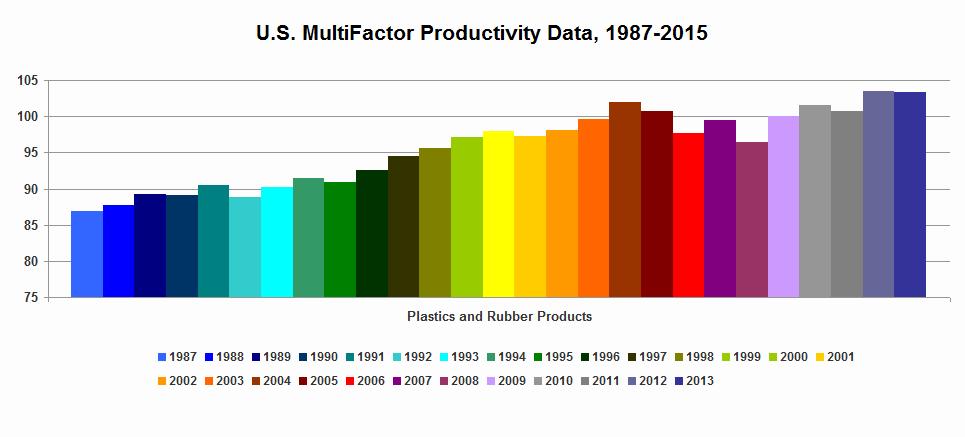 U.S. MultiFactor Productivity Data, 1987-2015
105
100
95
90
85
80
75
Plastics and Rubber Products
1987 1988 1989 1990 1991 1992 1993 1994 1995 1996 1997 1998 1999 2000 2001
2002 2003 2004 2005 2006 2007 2008 2009 2010 2011 2012 2013